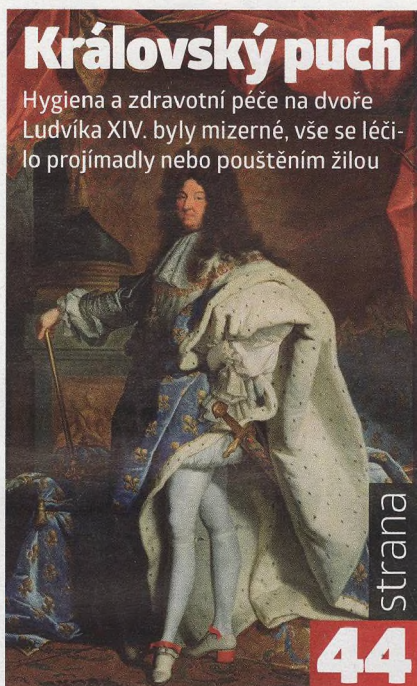 Královský puch
Hygiena a zdravotní péče na dvoře
Ludvíka XIV. byly mizerné, vše se léči-
lo projímadly nebo pouštěním žilou
strana
44